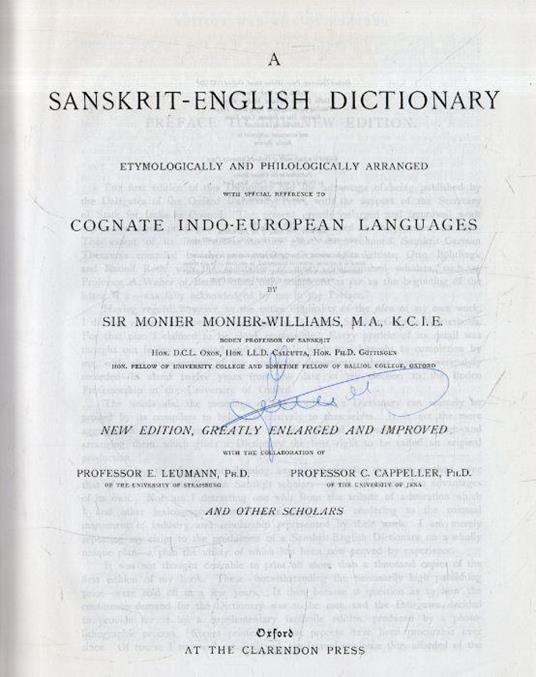 A
SANSKRIT-ENGLISH DICTIONARY
ETYMOLOGICALLY AND PHILOLOGICALLY ARRANGED
WITH SPECIAL REFERENCE TO
COGNATE INDO-EUROPEAN LANGUAGES
BY
SIR MONIER MONIER-WILLIAMS, M.A., K.C.I.E.
BODEN PROFESSOR OF SANSKRIT
HON. D.C.L. OXON, HON. LL.D. CALCUTTA, HON. PH.D. GÖTTINGEN
HON. FELLOW OF UNIVERSITY COLLEGE AND SOMETIME FELLOW OF BALLIOL COLLEGE, OXFORD
NEW EDITION, GREATLY ENLARGED AND IMPROVED
WITH THE COLLABORATION OF
PROFESSOR E. LEUMANN, PH.D.
OF THE UNIVERSITY OF STRASSBURG
PROFESSOR C. CAPPELLER, PH.D.
OF THE UNIVERSITY OF JENA
AND OTHER SCHOLARS
Oxford
AT THE CLARENDON PRESS